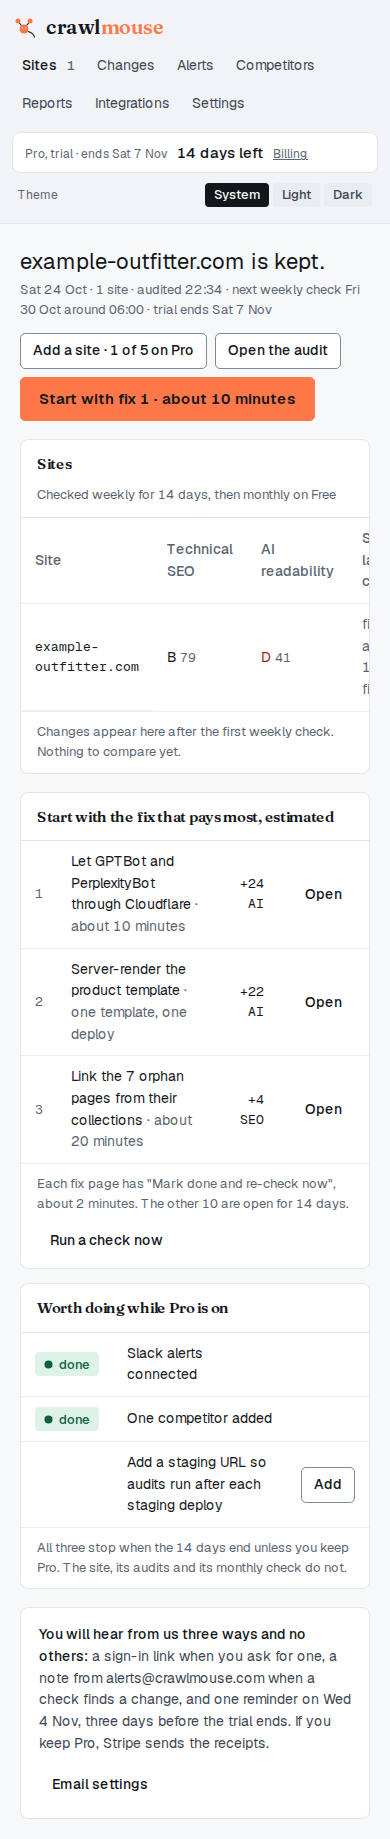 crawlmouse
Sites 1 Changes Alerts Competitors
Reports Integrations Settings
Pro, trial · ends Sat 7 Nov 14 days left Billing
Theme System Light Dark
example-outfitter.com is kept.
Sat 24 Oct · 1 site · audited 22:34 · next weekly check Fri
30 Oct around 06:00 · trial ends Sat 7 Nov
Add a site · 1 of 5 on Pro Open the audit
Start with fix 1 · about 10 minutes
Sites
Checked weekly for 14 days, then monthly on Free
Site Technical SEO AI readability
example-outfitter.com B 79 D 41
Changes appear here after the first weekly check.
Nothing to compare yet.
Start with the fix that pays most, estimated
1 Let GPTBot and PerplexityBot through Cloudflare · about 10 minutes +24 AI Open
2 Server-render the product template · one template, one deploy +22 AI Open
3 Link the 7 orphan pages from their collections · about 20 minutes +4 SEO Open
Each fix page has "Mark done and re-check now",
about 2 minutes. The other 10 are open for 14 days.
Run a check now
Worth doing while Pro is on
done Slack alerts connected
done One competitor added
Add a staging URL so audits run after each staging deploy Add
All three stop when the 14 days end unless you keep
Pro. The site, its audits and its monthly check do not.
You will hear from us three ways and no
others: a sign-in link when you ask for one, a
note from alerts@crawlmouse.com when a
check finds a change, and one reminder on Wed
4 Nov, three days before the trial ends. If you
keep Pro, Stripe sends the receipts.
Email settings